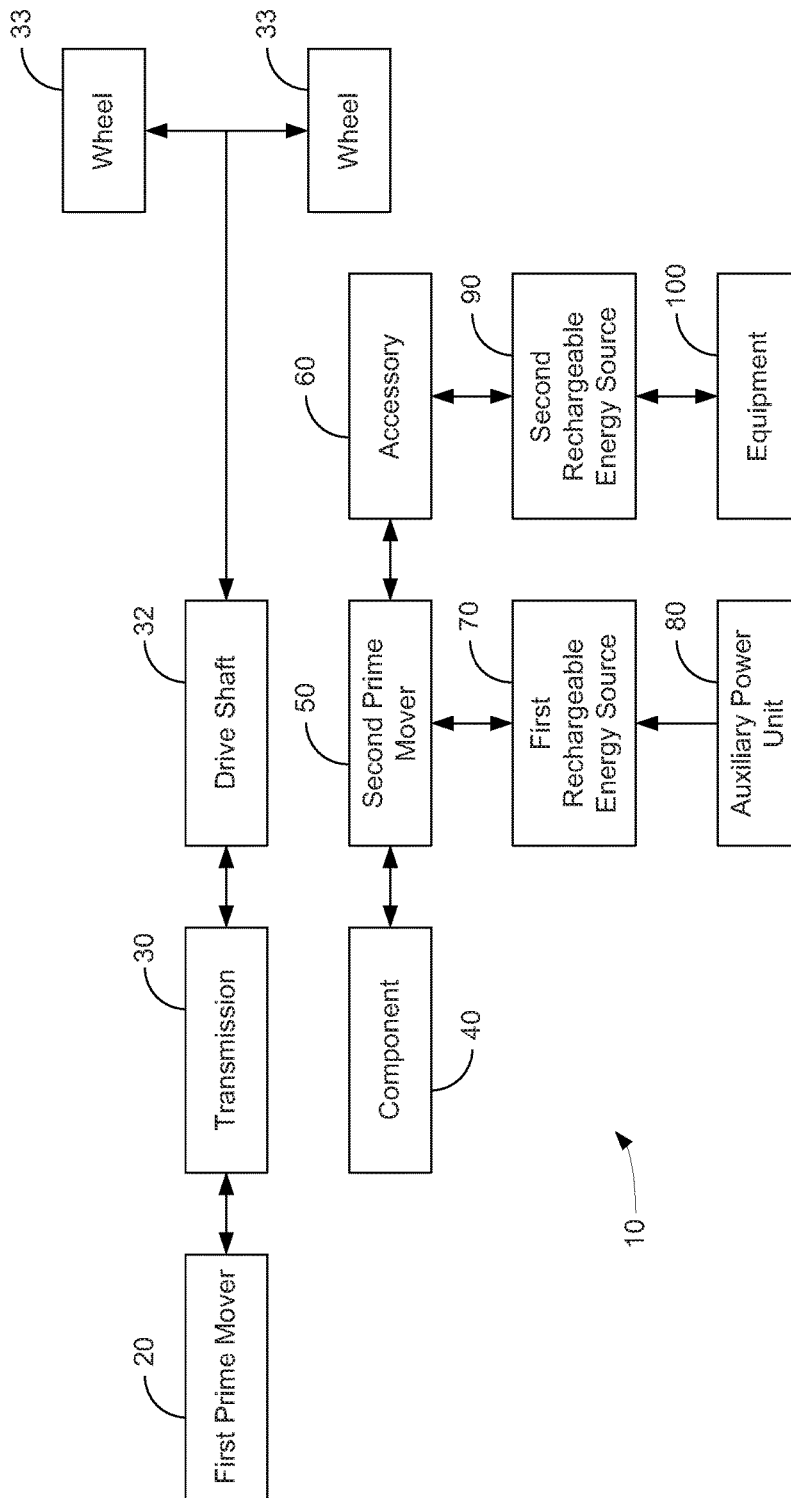 33
Wheel
33
Wheel
20
First Prime Mover
30
Transmission
32
Drive Shaft
40
Component
50
Second Prime
Mover
60
Accessory
70
First
Rechargeable
Energy Source
90
Second
Rechargeable
Energy Source
80
Auxiliary Power
Unit
100
Equipment
10